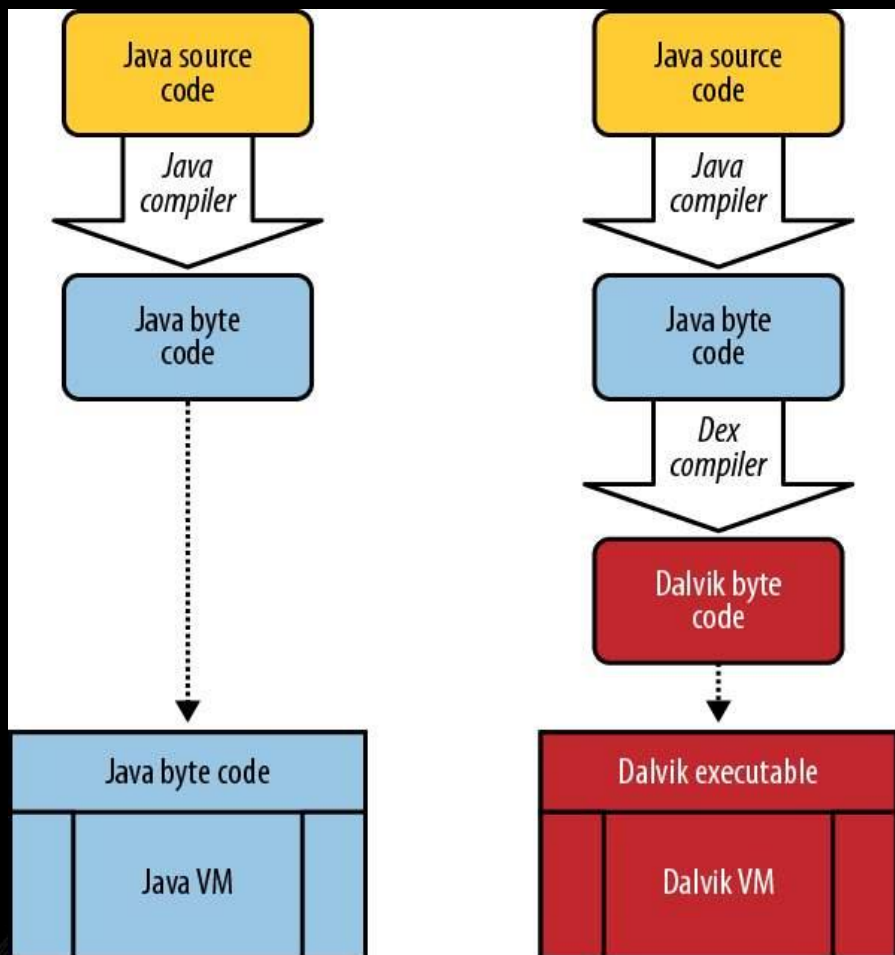 Java source
code
Java
compiler
Java byte
code
Java byte code
Java VM
Java source
code
Java
compiler
Java byte
code
Dex
compiler
Dalvik byte
code
Dalvik executable
Dalvik VM